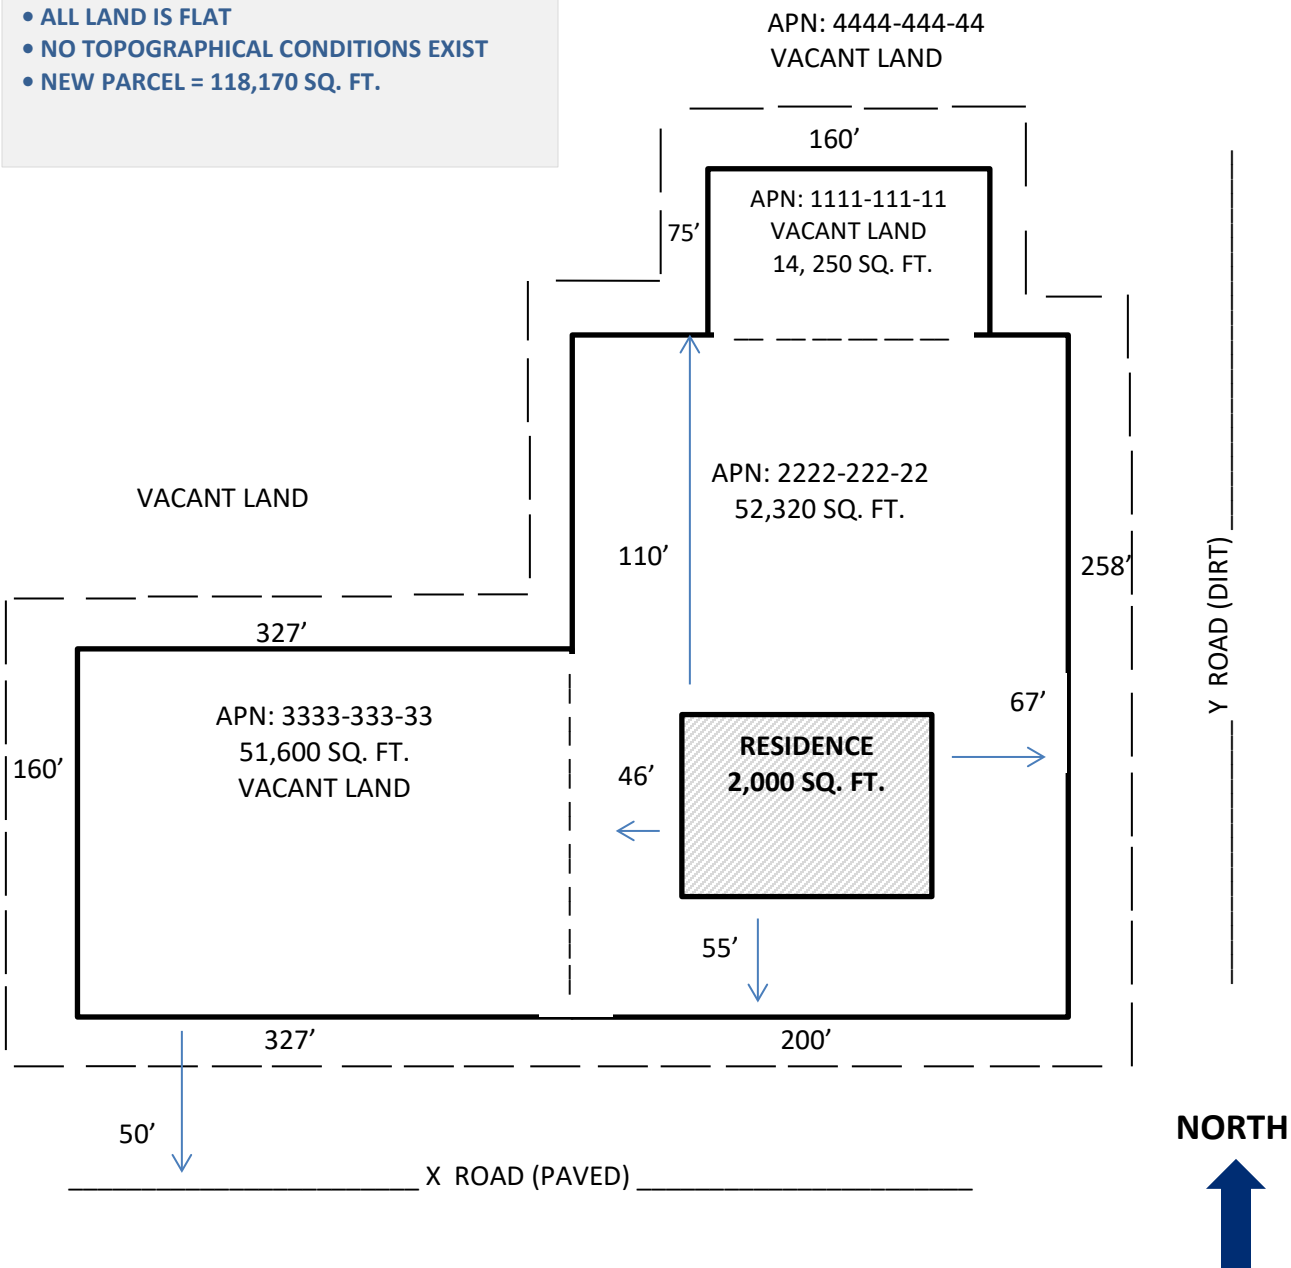 • ALL LAND IS FLAT
• NO TOPOGRAPHICAL CONDITIONS EXIST
• NEW PARCEL = 118,170 SQ. FT.
APN: 4444-444-44
VACANT LAND
160’
APN: 1111-111-11
VACANT LAND
14, 250 SQ. FT.
75’
APN: 2222-222-22
52,320 SQ. FT.
VACANT LAND
110’
258’
Y ROAD (DIRT)
327’
67’
APN: 3333-333-33
51,600 SQ. FT.
VACANT LAND
160’
46’
RESIDENCE
2,000 SQ. FT.
55’
327’
200’
50’
NORTH
X ROAD (PAVED)